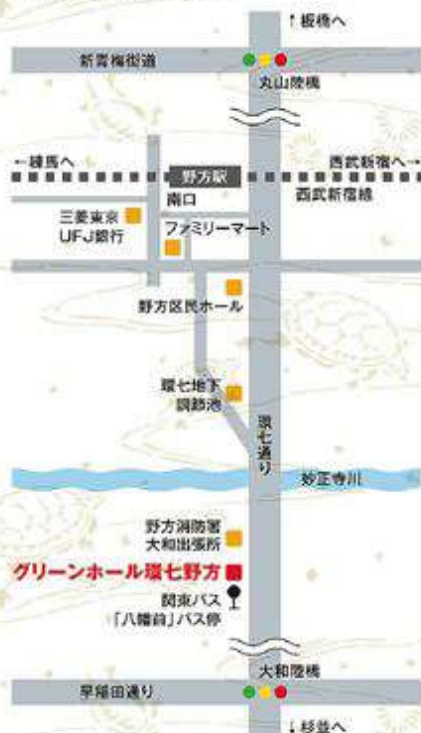 ↑板橋へ
新青梅街道
丸山陸橋
←練馬へ
野方駅
西武新宿へ→
南口
西武新宿線
三菱東京
UFJ銀行
ファミリーマート
野方区民ホール
環七地下
調節池
環七通り
妙正寺川
野方消防署
大和出張所
グリーンホール環七野方
関東バス
「八幡前」バス停
大和陸橋
早稲田通り
↓杉並へ